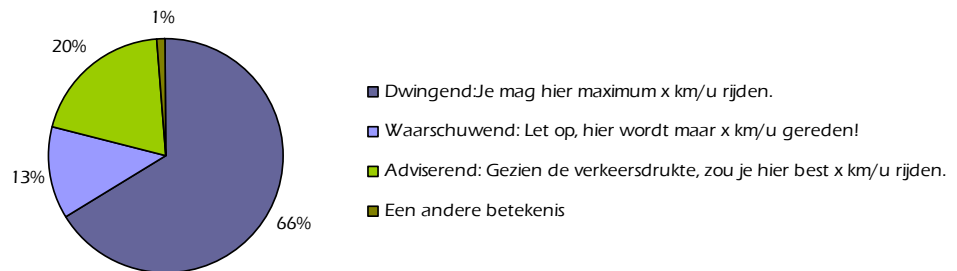 1%
20%
13%
66%
Dwingend:Je mag hier maximum x km/u rijden.
Waarschuwend: Let op, hier wordt maar x km/u gereden!
Adviserend: Gezien de verkeersdrukte, zou je hier best x km/u rijden.
Een andere betekenis